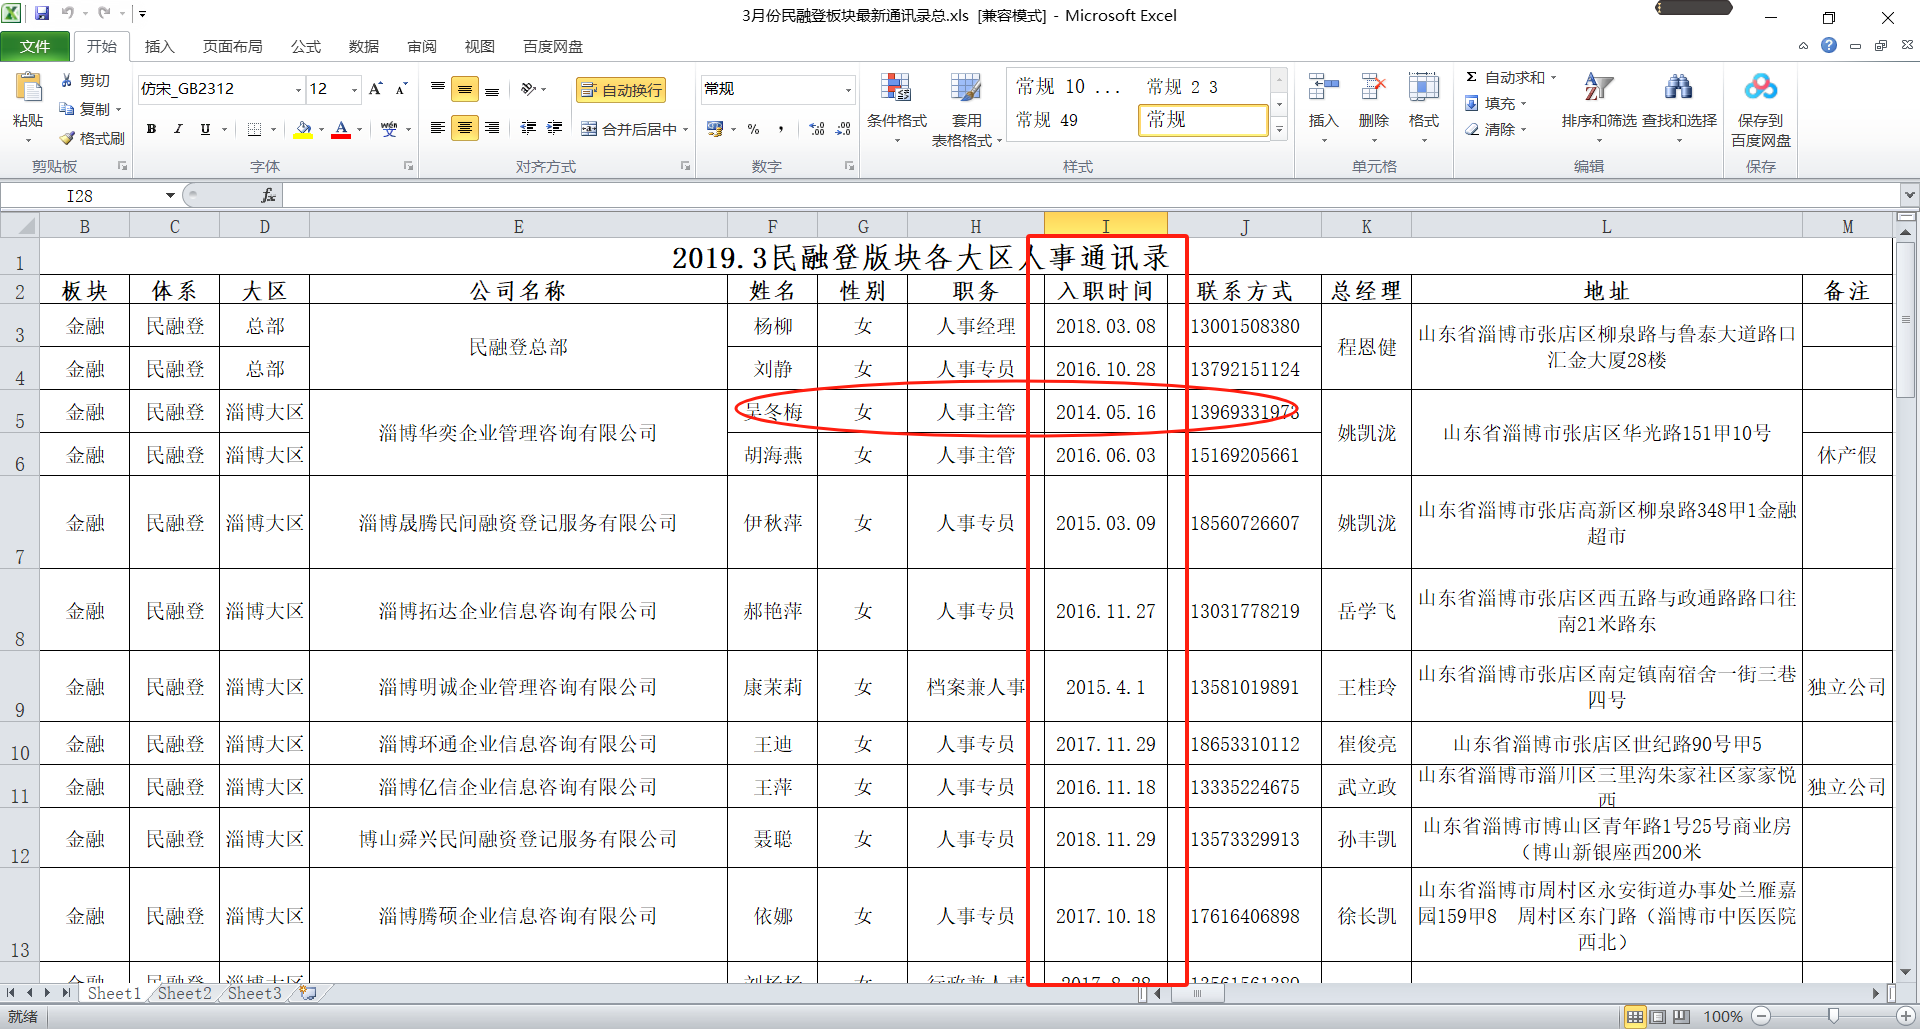 3月份民融登板块最新通讯录总.xls [兼容模式] - Microsoft Excel
文件 开始 插入 页面布局 公式 数据 审阅 视图 百度网盘
粘贴 剪切 复制 格式刷 剪贴板
仿宋_GB2312 12 B I U 字体
自动换行 合并后居中 对齐方式
常规 % , 数字
条件格式 套用表格格式 常规 10 ... 常规 2 3 常规 49 常规 样式
插入 删除 格式 单元格
Σ 自动求和 填充 清除 排序和筛选 查找和选择 编辑
保存到百度网盘 保存
I28 fx
B C D E F G H I J K L M
1 2019.3民融登版块各大区人事通讯录
2 板块 体系 大区 公司名称 姓名 性别 职务 入职时间 联系方式 总经理 地址 备注
3 金融 民融登 总部 民融登总部 杨柳 女 人事经理 2018.03.08 13001508380 程恩健 山东省淄博市张店区柳泉路与鲁泰大道路口汇金大厦28楼
4 金融 民融登 总部 刘静 女 人事专员 2016.10.28 13792151124
5 金融 民融登 淄博大区 淄博华奕企业管理咨询有限公司 吴冬梅 女 人事主管 2014.05.16 13969331973 姚凯泷 山东省淄博市张店区华光路151甲10号
6 金融 民融登 淄博大区 胡海燕 女 人事主管 2016.06.03 15169205661 休产假
7 金融 民融登 淄博大区 淄博晟腾民间融资登记服务有限公司 伊秋萍 女 人事专员 2015.03.09 18560726607 姚凯泷 山东省淄博市张店高新区柳泉路348甲1金融超市
8 金融 民融登 淄博大区 淄博拓达企业信息咨询有限公司 郝艳萍 女 人事专员 2016.11.27 13031778219 岳学飞 山东省淄博市张店区西五路与政通路路口往南21米路东
9 金融 民融登 淄博大区 淄博明诚企业管理咨询有限公司 康茉莉 女 档案兼人事 2015.4.1 13581019891 王桂玲 山东省淄博市张店区南定镇南宿舍一街三巷四号 独立公司
10 金融 民融登 淄博大区 淄博环通企业信息咨询有限公司 王迪 女 人事专员 2017.11.29 18653310112 崔俊亮 山东省淄博市张店区世纪路90号甲5
11 金融 民融登 淄博大区 淄博亿信企业信息咨询有限公司 王萍 女 人事专员 2016.11.18 13335224675 武立政 山东省淄博市淄川区三里沟朱家社区家家悦西 独立公司
12 金融 民融登 淄博大区 博山舜兴民间融资登记服务有限公司 聂聪 女 人事专员 2018.11.29 13573329913 孙丰凯 山东省淄博市博山区青年路1号25号商业房（博山新银座西200米
13 金融 民融登 淄博大区 淄博腾硕企业信息咨询有限公司 依娜 女 人事专员 2017.10.18 17616406898 徐长凯 山东省淄博市周村区永安街道办事处兰雁嘉园159甲8 周村区东门路（淄博市中医医院西北）
金融 民融登 淄博大区 女 行政兼人事 2017.8.28
Sheet1 Sheet2 Sheet3
就绪 100%